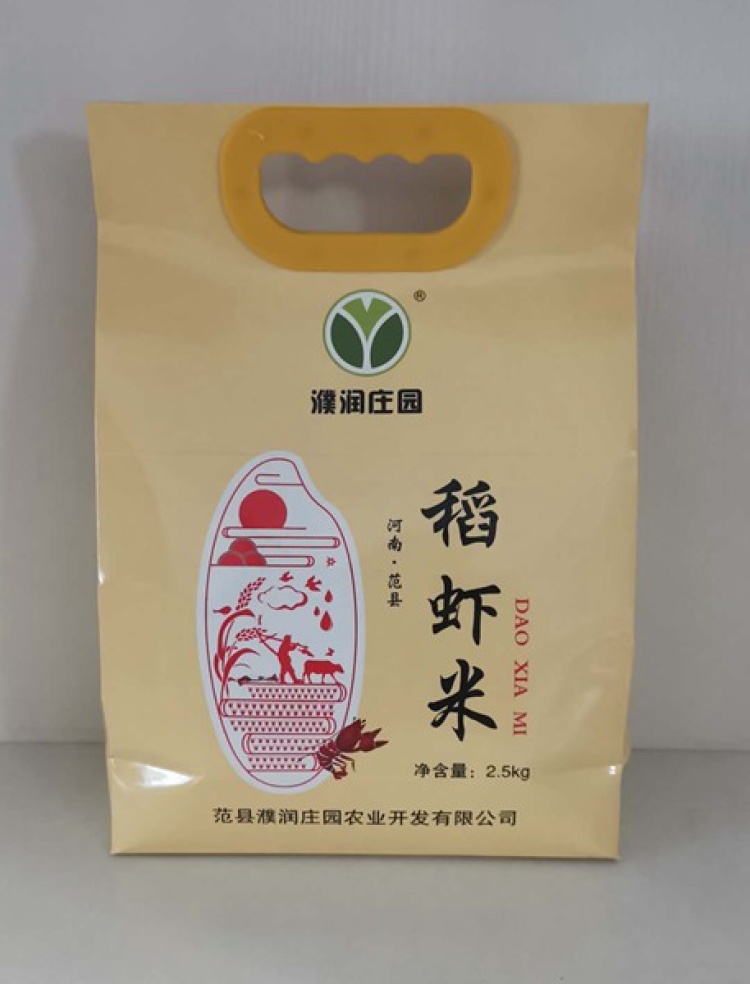 ®
濮润庄园
河南·范县
稻虾米
DAO XIA MI
净含量：2.5kg
范县濮润庄园农业开发有限公司